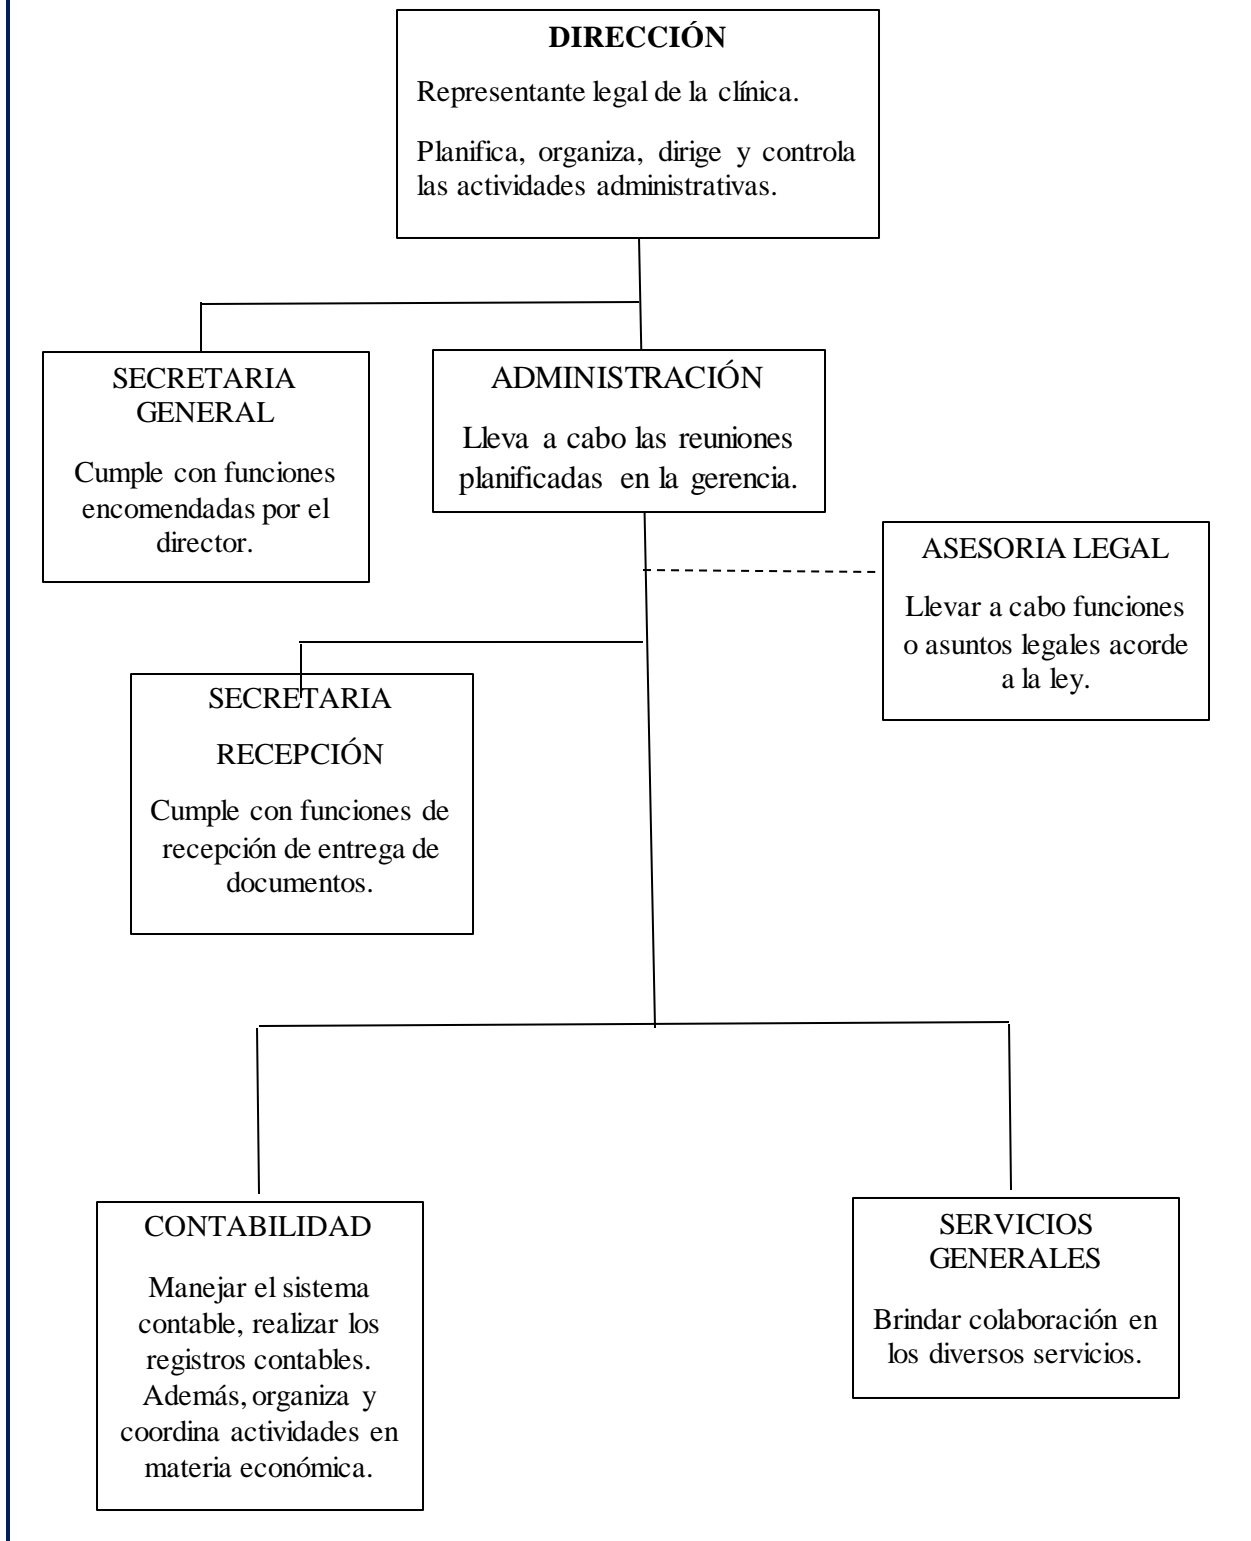 DIRECCIÓN
Representante legal de la clínica.
Planifica, organiza, dirige y controla
las actividades administrativas.
SECRETARIA
GENERAL
Cumple con funciones
encomendadas por el
director.
ADMINISTRACIÓN
Lleva a cabo las reuniones
planificadas en la gerencia.
ASESORIA LEGAL
Llevar a cabo funciones
o asuntos legales acorde
a la ley.
SECRETARIA
RECEPCIÓN
Cumple con funciones de
recepción de entrega de
documentos.
CONTABILIDAD
Manejar el sistema
contable, realizar los
registros contables.
Además, organiza y
coordina actividades en
materia económica.
SERVICIOS
GENERALES
Brindar colaboración en
los diversos servicios.